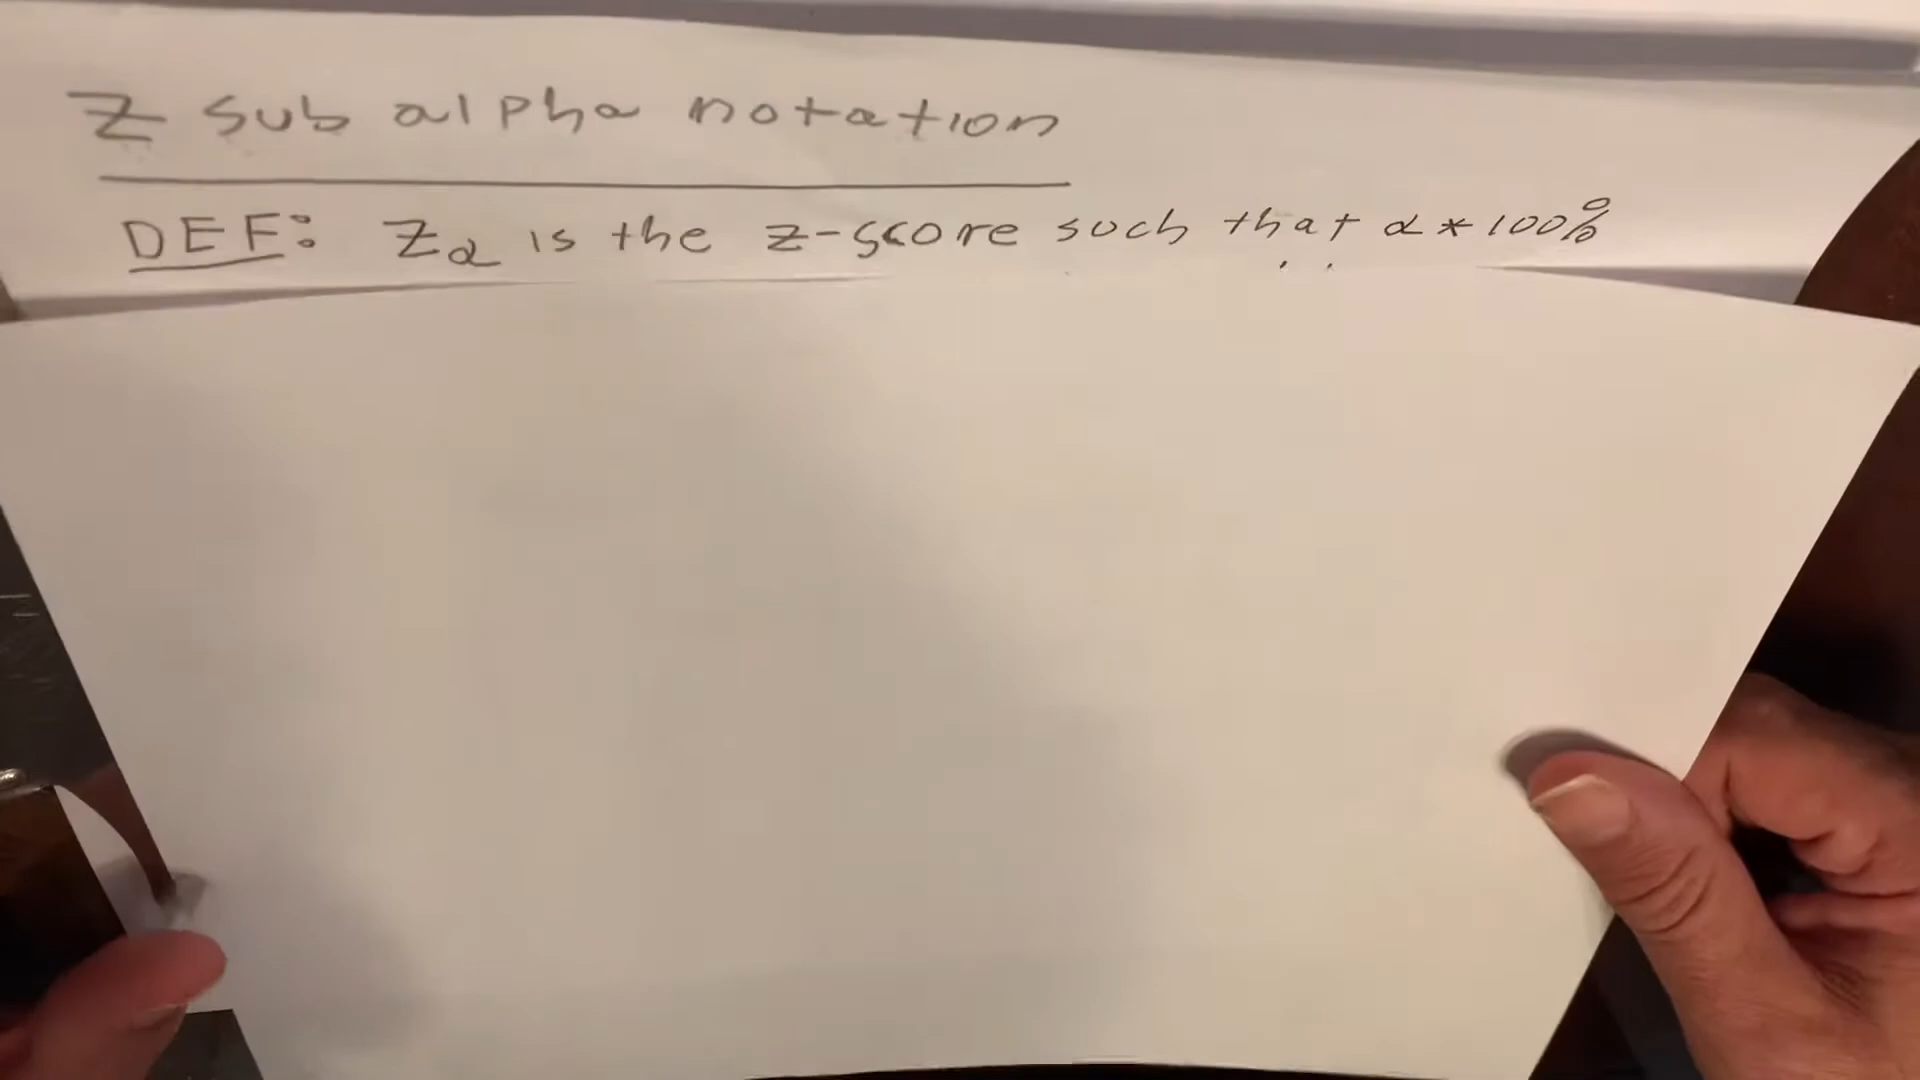 Z sub alpha notation
DEF: Zα is the z-score such that α * 100%